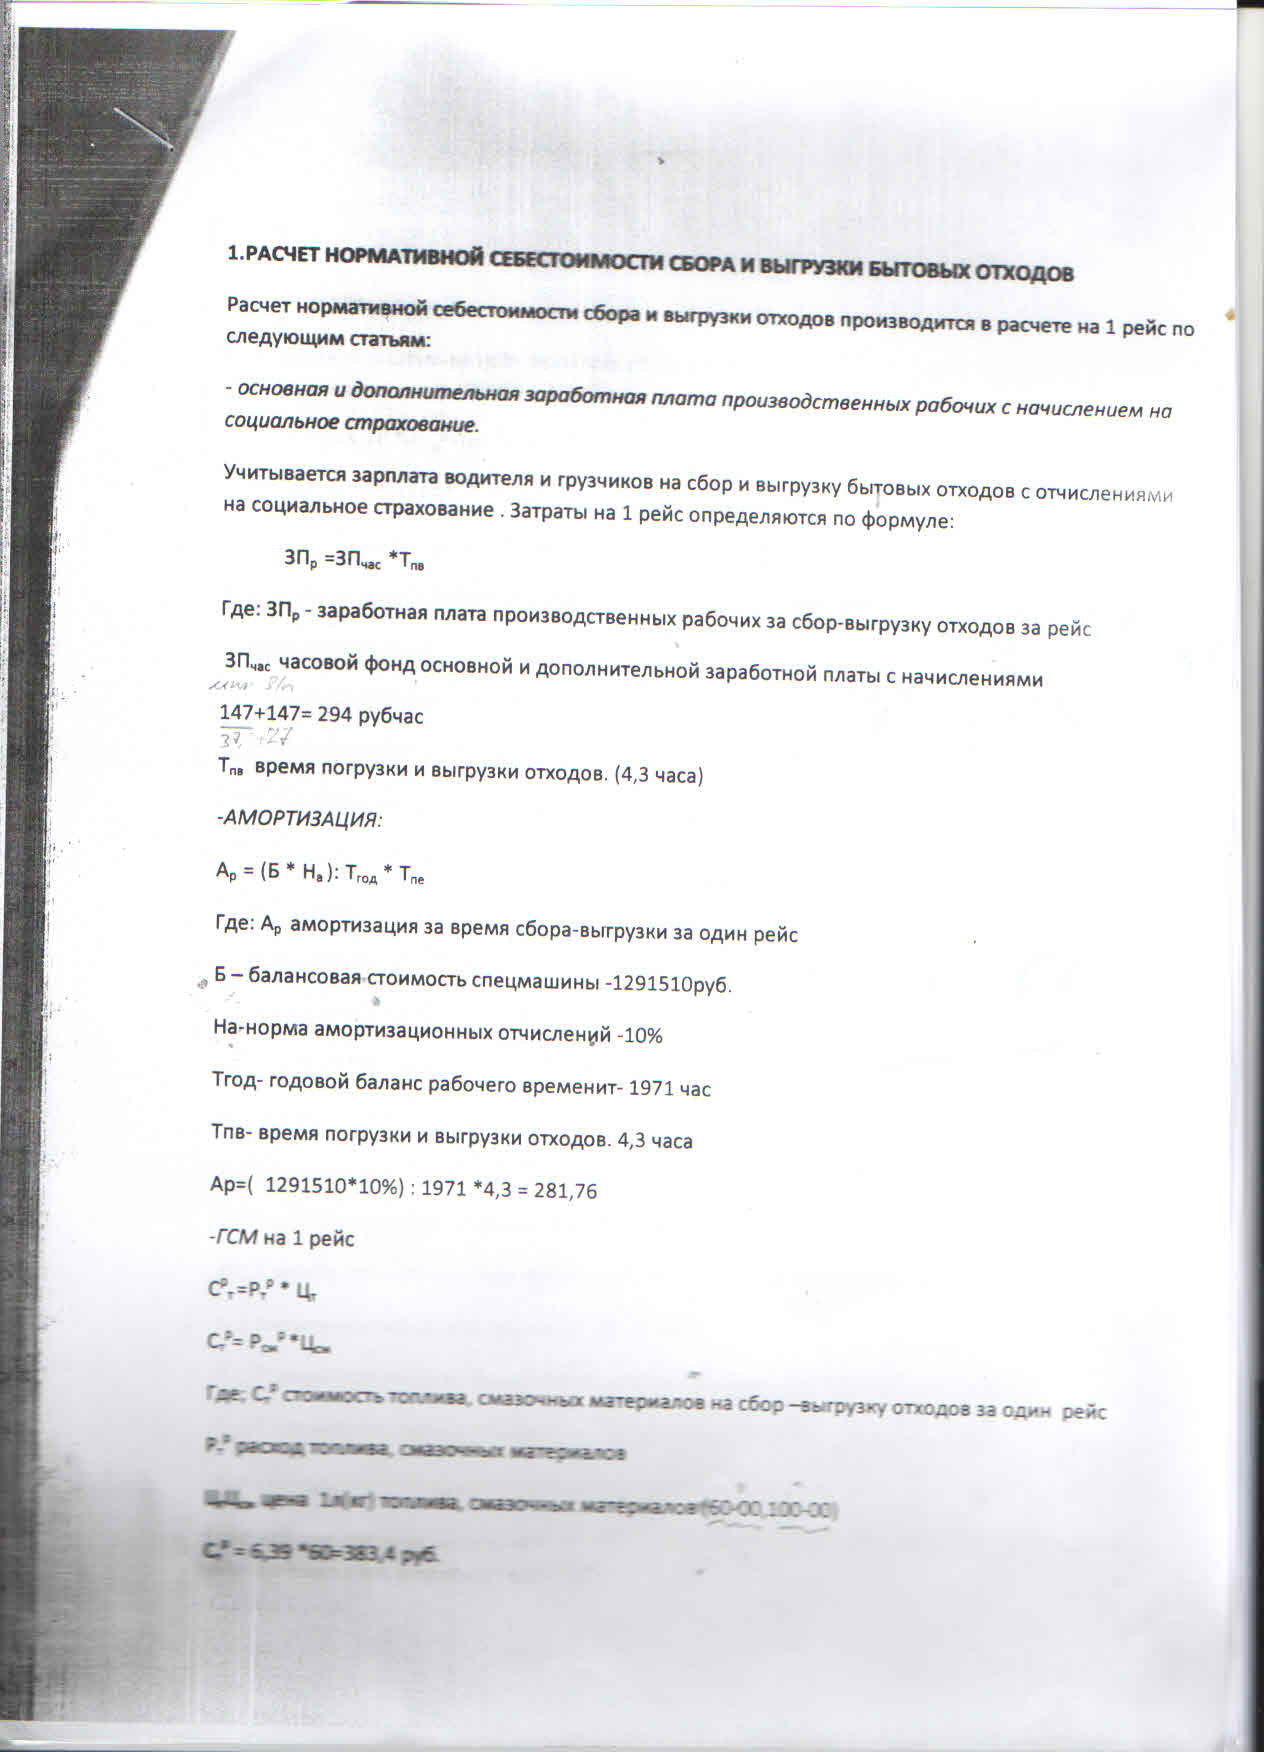 1.РАСЧЕТ НОРМАТИВНОЙ СЕБЕСТОИМОСТИ СБОРА И ВЫГРУЗКИ БЫТОВЫХ ОТХОДОВ
Расчет нормативной себестоимости сбора и выгрузки отходов производится в расчете на 1 рейс по
следующим статьям:
- основная и дополнительная заработная плата производственных рабочих с начислением на
социальное страхование.
Учитывается зарплата водителя и грузчиков на сбор и выгрузку бытовых отходов с отчислениями
на социальное страхование . Затраты на 1 рейс определяются по формуле:
ЗПр =ЗПчас *Тпв
Где: ЗПр - заработная плата производственных рабочих за сбор-выгрузку отходов за рейс
ЗПчас часовой фонд основной и дополнительной заработной платы с начислениями
147+147= 294 рубчас
Тпв время погрузки и выгрузки отходов. (4,3 часа)
-АМОРТИЗАЦИЯ:
Ар = (Б * На ): Тгод * Тпе
Где: Ар амортизация за время сбора-выгрузки за один рейс
Б – балансовая стоимость спецмашины -1291510руб.
На-норма амортизационных отчислений -10%
Тгод- годовой баланс рабочего временит- 1971 час
Тпв- время погрузки и выгрузки отходов. 4,3 часа
Ар=( 1291510*10%) : 1971 *4,3 = 281,76
-ГСМ на 1 рейс
Стр=Ртр * Цт
Стр= Рсмр *Цсм
Где; Стр стоимость топлива, смазочных материалов на сбор –выгрузку отходов за один рейс
Ртр расход топлива, смазочных материалов
цена 1л(кг) топлива, смазочных материалов (60-00,100-00)
Стр = 6,39 *60=383,4 руб.